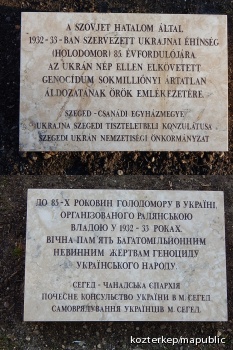 A SZOVJET HATALOM ÁLTAL
1932-33-BAN SZERVEZETT UKRAJNAI ÉHINSÉG
(HOLODOMOR) 85. ÉVFORDULÓJÁRA
AZ UKRÁN NÉP ELLEN ELKÖVETETT
GENOCÍDUM SOKMILLIÓNYI ÁRTATLAN
ÁLDOZATÁNAK ÖRÖK EMLÉKEZETÉRE.
SZEGED-CSANÁDI EGYHÁZMEGYE
UKRAJNA SZEGEDI TISZTELETBELI KONZULÁTUSA
SZEGEDI UKRÁN NEMZETISÉGI ÖNKORMÁNYZAT
ДО 85-Х РОКОВИН ГОЛОДОМОРУ В УКРАЇНІ,
ОРГАНІЗОВАНОГО РАДЯНСЬКОЮ
ВЛАДОЮ У 1932-33 РОКАХ.
ВІЧНА ПАМ'ЯТЬ БАГАТОМІЛЬЙОННИМ
НЕВИННИМ ЖЕРТВАМ ГЕНОЦИДУ
УКРАЇНСЬКОГО НАРОДУ.
СЕГЕД - ЧАНАДСЬКА ЄПАРХІЯ
ПОЧЕСНЕ КОНСУЛЬСТВО УКРАЇНИ В М. СЕГЕД
САМОВРЯДУВАННЯ УКРАЇНЦІВ М. СЕГЕД
kozterkep/mapublic